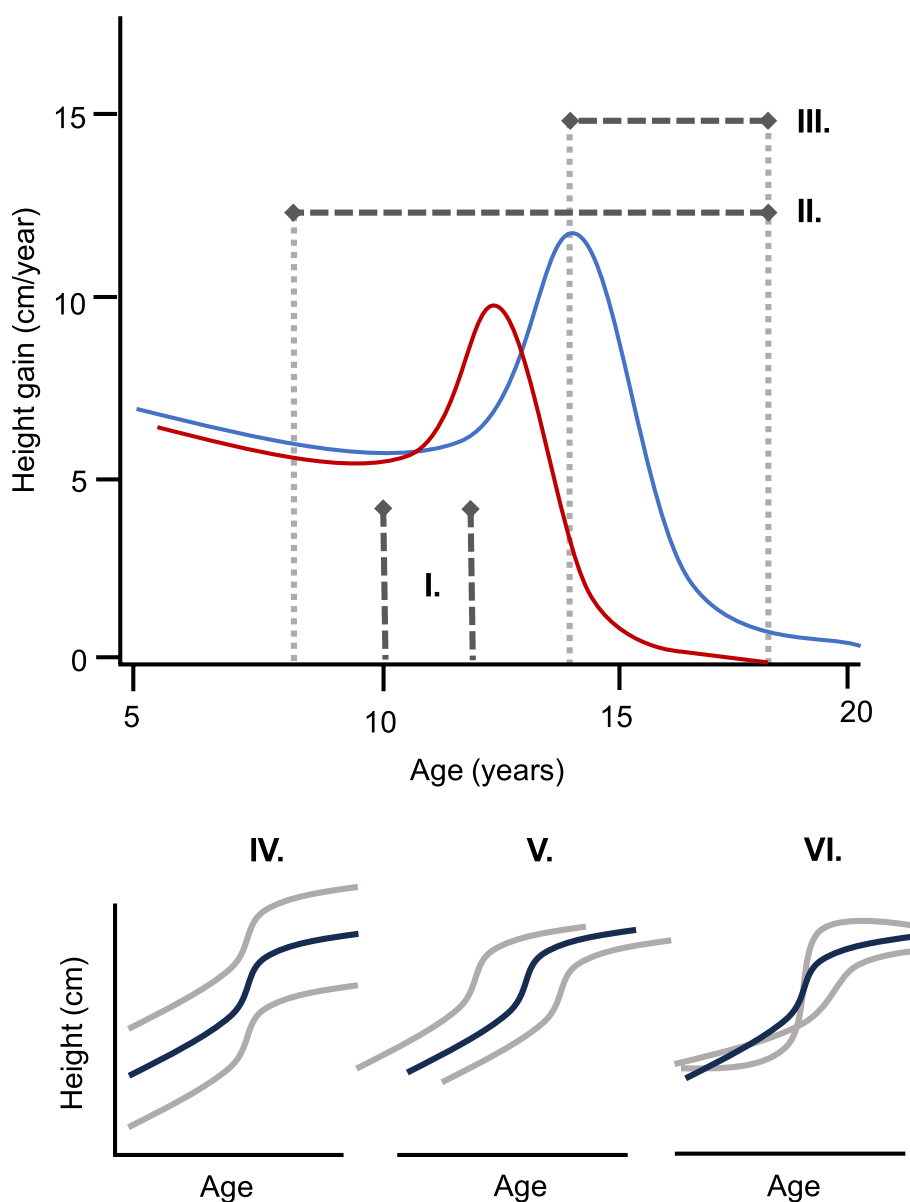 15
III.
II.
10
Height gain (cm/year)
5
I.
0
5
10
15
20
Age (years)
IV.
V.
VI.
Height (cm)
Age
Age
Age